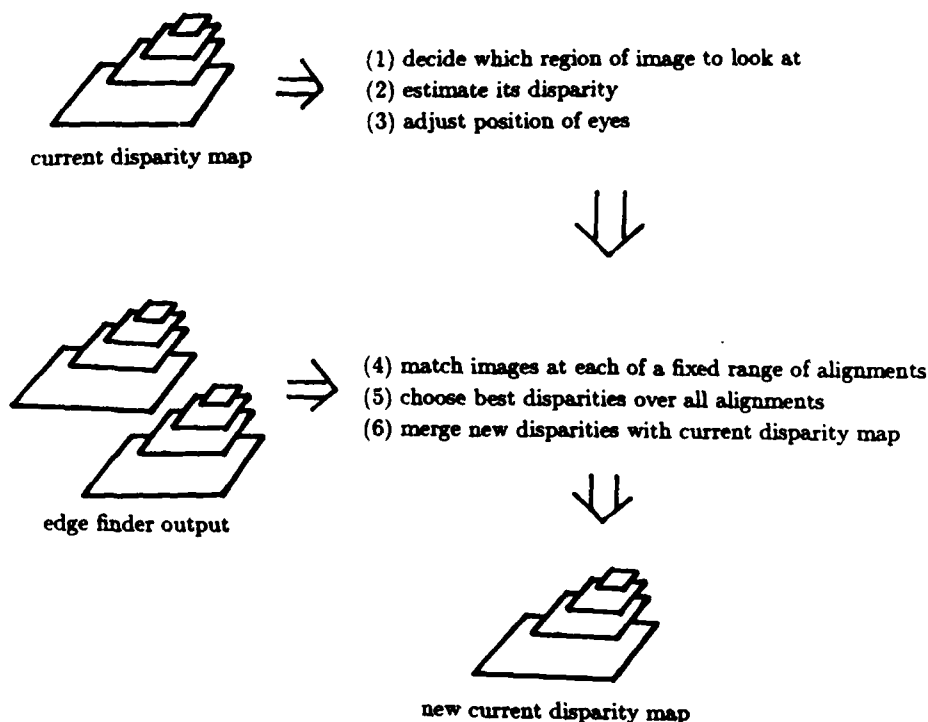 (1) decide which region of image to look at
(2) estimate its disparity
(3) adjust position of eyes
current disparity map
(4) match images at each of a fixed range of alignments
(5) choose best disparities over all alignments
(6) merge new disparities with current disparity map
edge finder output
new current disparity map